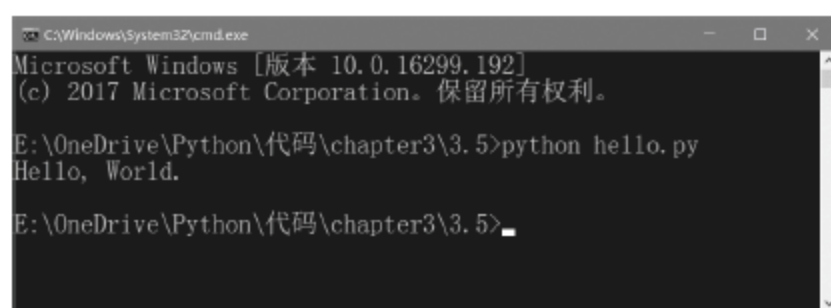 C:\Windows\System32\cmd.exe
Microsoft Windows [版本 10.0.16299.192]
(c) 2017 Microsoft Corporation。保留所有权利。
E:\OneDrive\Python\代码\chapter3\3.5>python hello.py
Hello, World.
E:\OneDrive\Python\代码\chapter3\3.5>